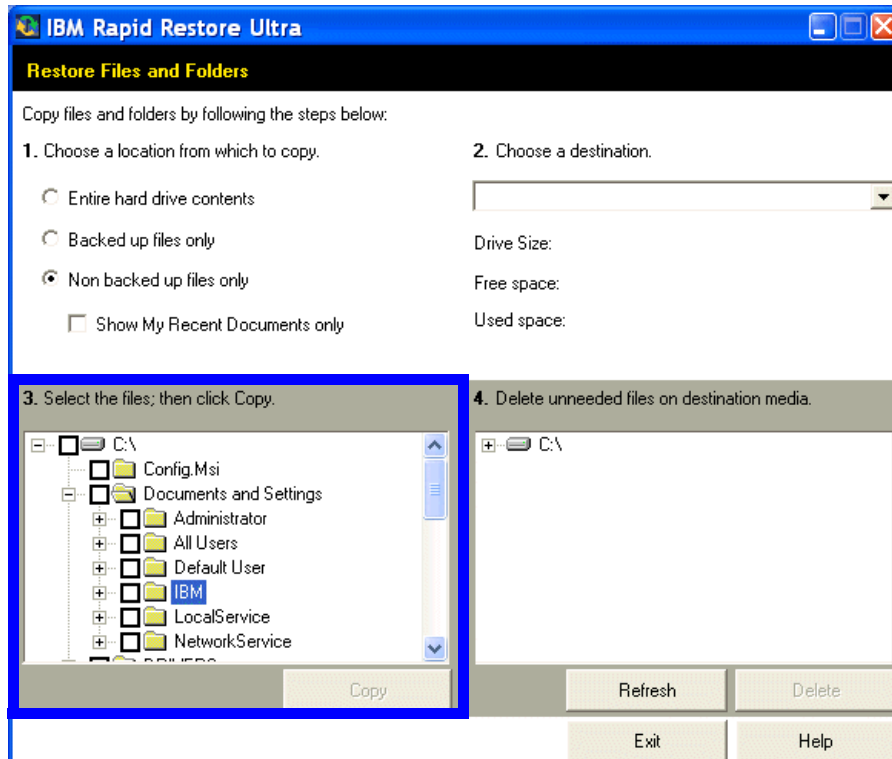 IBM Rapid Restore Ultra
Restore Files and Folders
Copy files and folders by following the steps below:
1. Choose a location from which to copy.
Entire hard drive contents
Backed up files only
Non backed up files only
Show My Recent Documents only
2. Choose a destination.
Drive Size:
Free space:
Used space:
3. Select the files; then click Copy.
C:\
Config.Msi
Documents and Settings
Administrator
All Users
Default User
IBM
LocalService
NetworkService
Copy
4. Delete unneeded files on destination media.
C:\
Refresh
Delete
Exit
Help